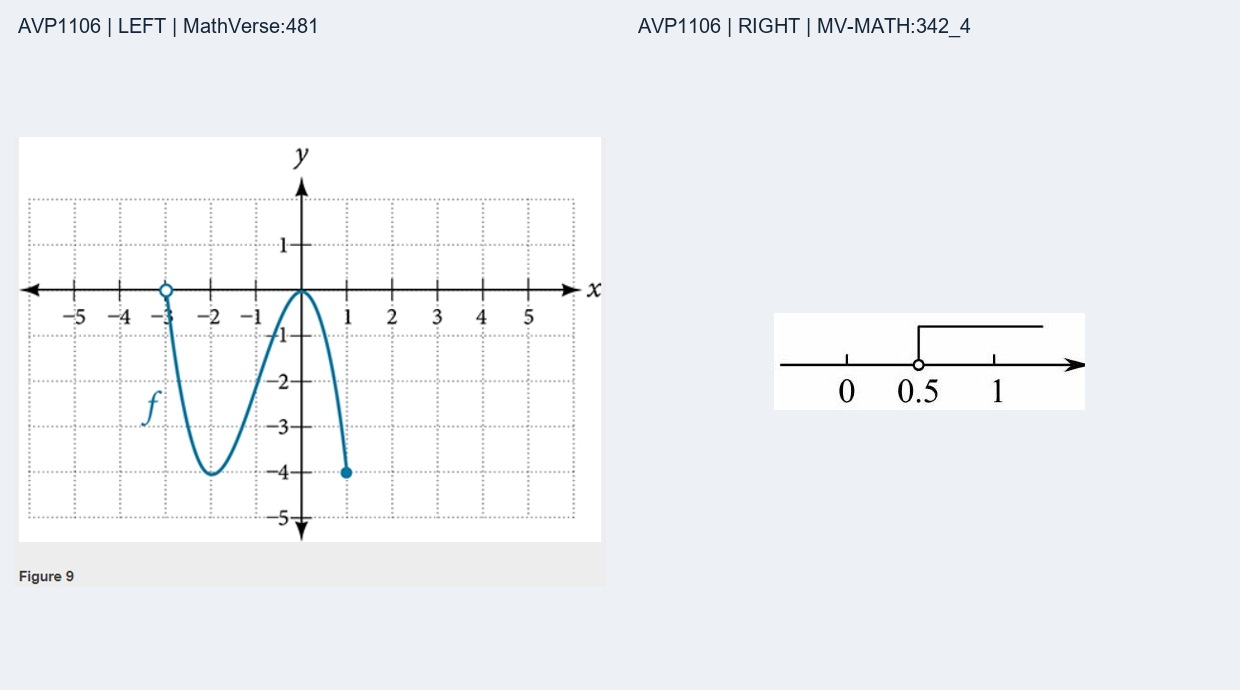 AVP1106 | LEFT | MathVerse:481
AVP1106 | RIGHT | MV-MATH:342_4
y
1
x
−5 −4 −3 −2 −1 1 2 3 4 5
−1
−2
f
−3
−4
−5
0 0.5 1
Figure 9